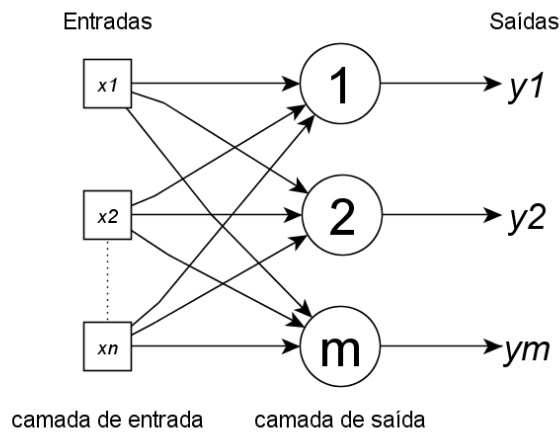 Entradas
Saídas
x1
1
y1
x2
2
y2
xn
m
ym
camada de entrada
camada de saída